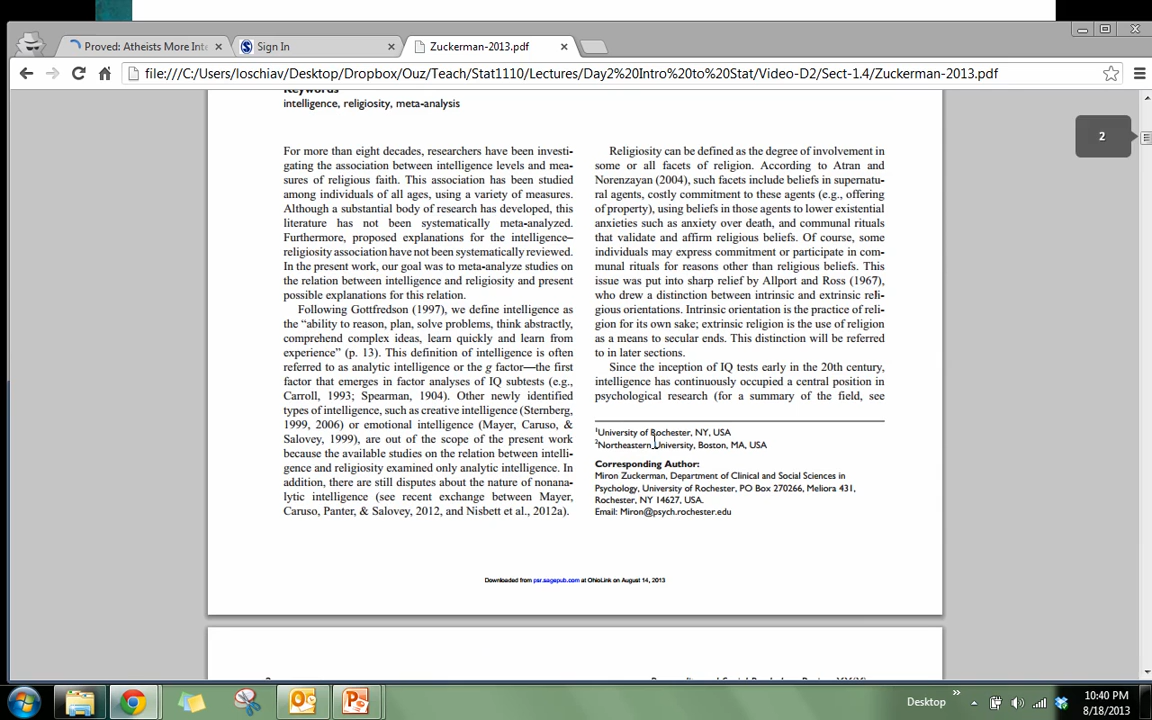 Proved: Atheists More Inte
Sign In
Zuckerman-2013.pdf
file:///C:/Users/loschiav/Desktop/Dropbox/Ouz/Teach/Stat1110/Lectures/Day2%20Intro%20to%20Stat/Video-D2/Sect-1.4/Zuckerman-2013.pdf
2
Keywords
intelligence, religiosity, meta-analysis
For more than eight decades, researchers have been investi-
gating the association between intelligence levels and mea-
sures of religious faith. This association has been studied
among individuals of all ages, using a variety of measures.
Although a substantial body of research has developed, this
literature has not been systematically meta-analyzed.
Furthermore, proposed explanations for the intelligence–
religiosity association have not been systematically reviewed.
In the present work, our goal was to meta-analyze studies on
the relation between intelligence and religiosity and present
possible explanations for this relation.
Following Gottfredson (1997), we define intelligence as
the “ability to reason, plan, solve problems, think abstractly,
comprehend complex ideas, learn quickly and learn from
experience” (p. 13). This definition of intelligence is often
referred to as analytic intelligence or the g factor—the first
factor that emerges in factor analyses of IQ subtests (e.g.,
Carroll, 1993; Spearman, 1904). Other newly identified
types of intelligence, such as creative intelligence (Sternberg,
1999, 2006) or emotional intelligence (Mayer, Caruso, &
Salovey, 1999), are out of the scope of the present work
because the available studies on the relation between intelli-
gence and religiosity examined only analytic intelligence. In
addition, there are still disputes about the nature of nonana-
lytic intelligence (see recent exchange between Mayer,
Caruso, Panter, & Salovey, 2012, and Nisbett et al., 2012a).
Religiosity can be defined as the degree of involvement in
some or all facets of religion. According to Atran and
Norenzayan (2004), such facets include beliefs in supernatu-
ral agents, costly commitment to these agents (e.g., offering
of property), using beliefs in those agents to lower existential
anxieties such as anxiety over death, and communal rituals
that validate and affirm religious beliefs. Of course, some
individuals may express commitment or participate in com-
munal rituals for reasons other than religious beliefs. This
issue was put into sharp relief by Allport and Ross (1967),
who drew a distinction between intrinsic and extrinsic reli-
gious orientations. Intrinsic orientation is the practice of reli-
gion for its own sake; extrinsic religion is the use of religion
as a means to secular ends. This distinction will be referred
to in later sections.
Since the inception of IQ tests early in the 20th century,
intelligence has continuously occupied a central position in
psychological research (for a summary of the field, see
1University of Rochester, NY, USA
2Northeastern University, Boston, MA, USA
Corresponding Author:
Miron Zuckerman, Department of Clinical and Social Sciences in
Psychology, University of Rochester, PO Box 270266, Meliora 431,
Rochester, NY 14627, USA.
Email: Miron@psych.rochester.edu
Downloaded from psr.sagepub.com at OhioLink on August 14, 2013
Desktop
10:40 PM
8/18/2013